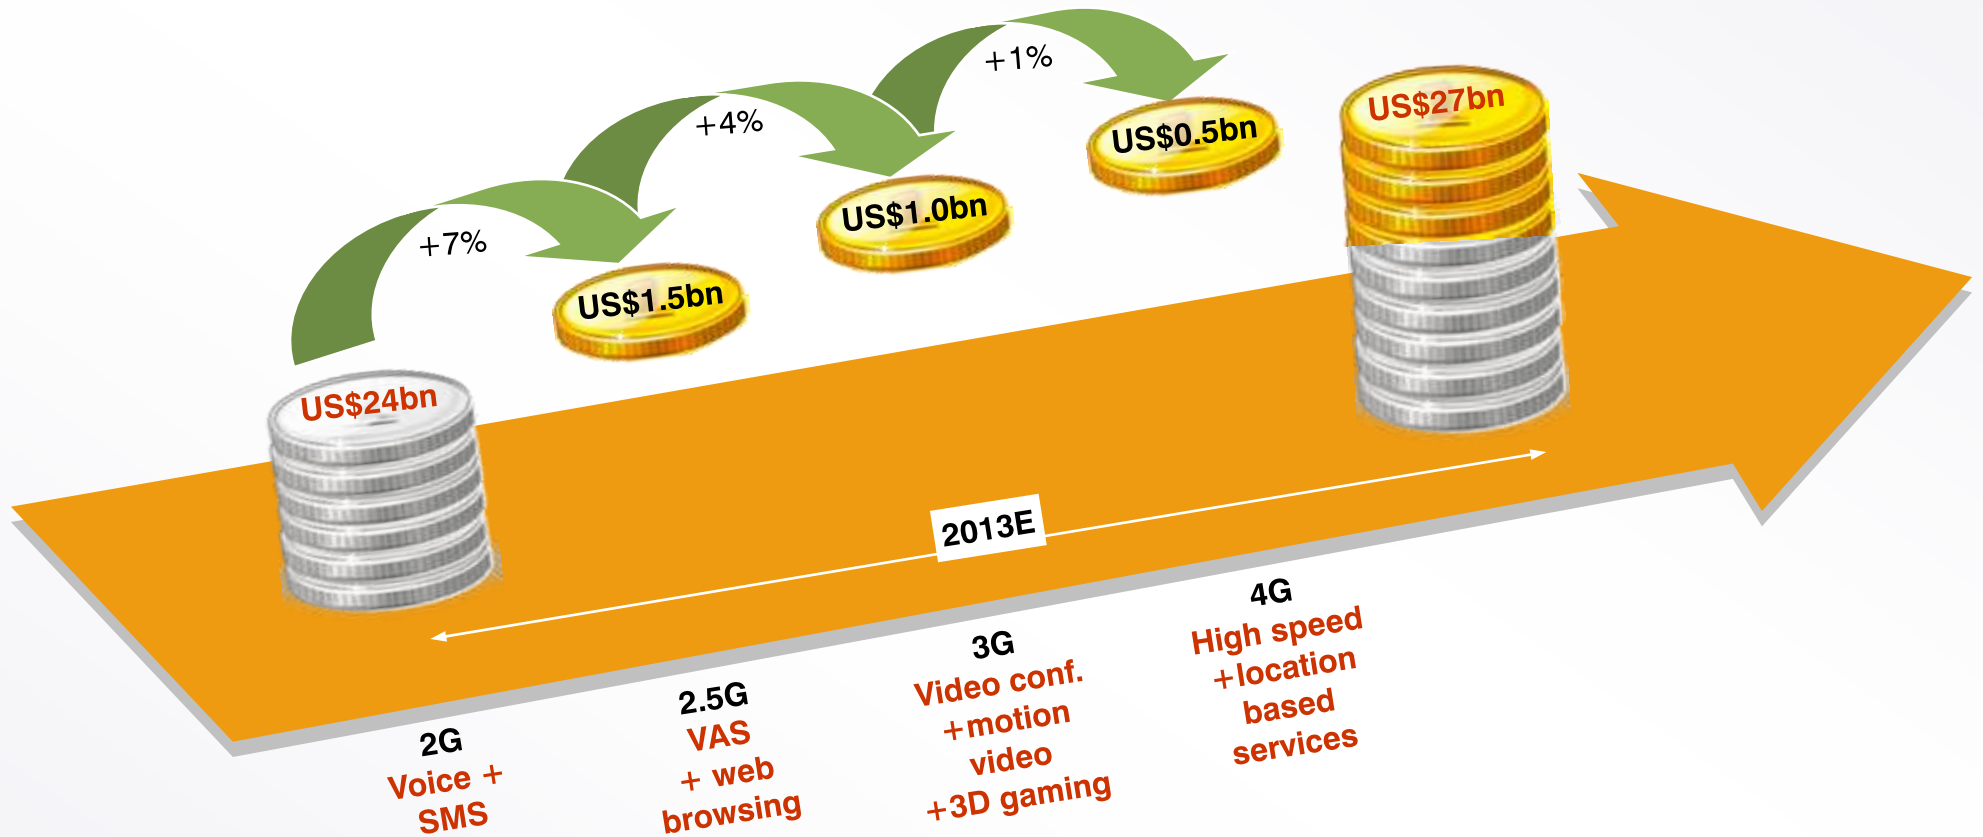 +1%
+4%
+7%
US$27bn
US$0.5bn
US$1.0bn
US$1.5bn
US$24bn
2013E
2G
Voice +
SMS
2.5G
VAS
+ web
browsing
3G
Video conf.
+motion
video
+3D gaming
4G
High speed
+location
based
services